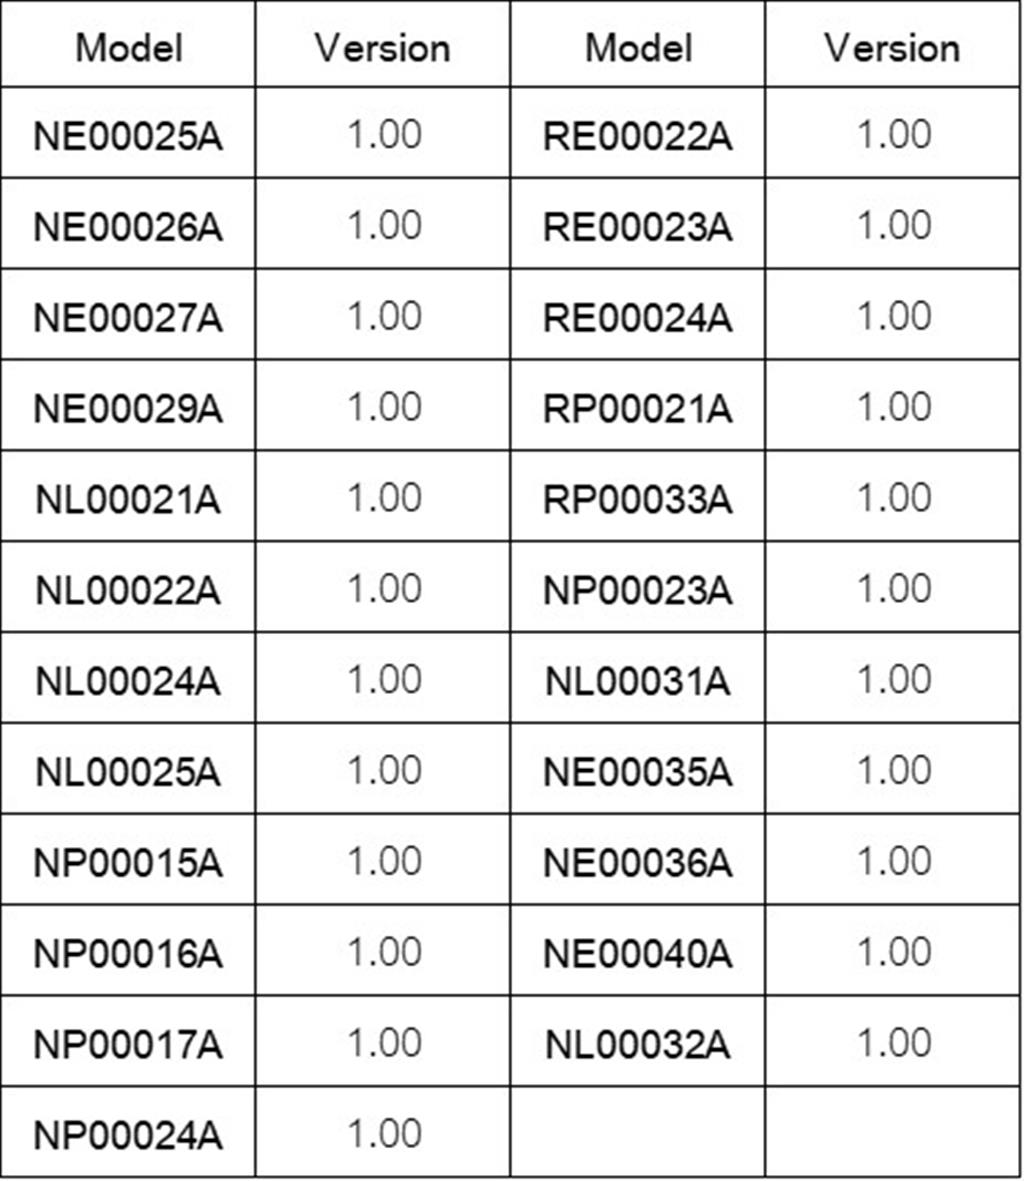 Model Version Model Version
NE00025A 1.00 RE00022A 1.00
NE00026A 1.00 RE00023A 1.00
NE00027A 1.00 RE00024A 1.00
NE00029A 1.00 RP00021A 1.00
NL00021A 1.00 RP00033A 1.00
NL00022A 1.00 NP00023A 1.00
NL00024A 1.00 NL00031A 1.00
NL00025A 1.00 NE00035A 1.00
NP00015A 1.00 NE00036A 1.00
NP00016A 1.00 NE00040A 1.00
NP00017A 1.00 NL00032A 1.00
NP00024A 1.00